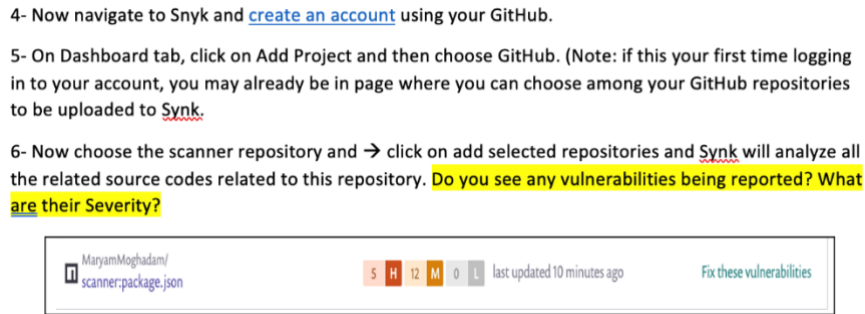 4- Now navigate to Snyk and create an account using your GitHub.
5- On Dashboard tab, click on Add Project and then choose GitHub. (Note: if this your first time logging
in to your account, you may already be in page where you can choose among your GitHub repositories
to be uploaded to Synk.
6- Now choose the scanner repository and → click on add selected repositories and Synk will analyze all
the related source codes related to this repository. Do you see any vulnerabilities being reported? What
are their Severity?
MaryamMoghadam/
scanner:package.json
5 H 12 M 0 L last updated 10 minutes ago Fix these vulnerabilities